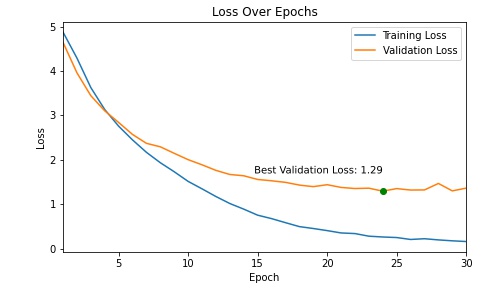 Loss Over Epochs
Training Loss
Validation Loss
Best Validation Loss: 1.29
Loss
5
4
3
2
1
0
5 10 15 20 25 30
Epoch